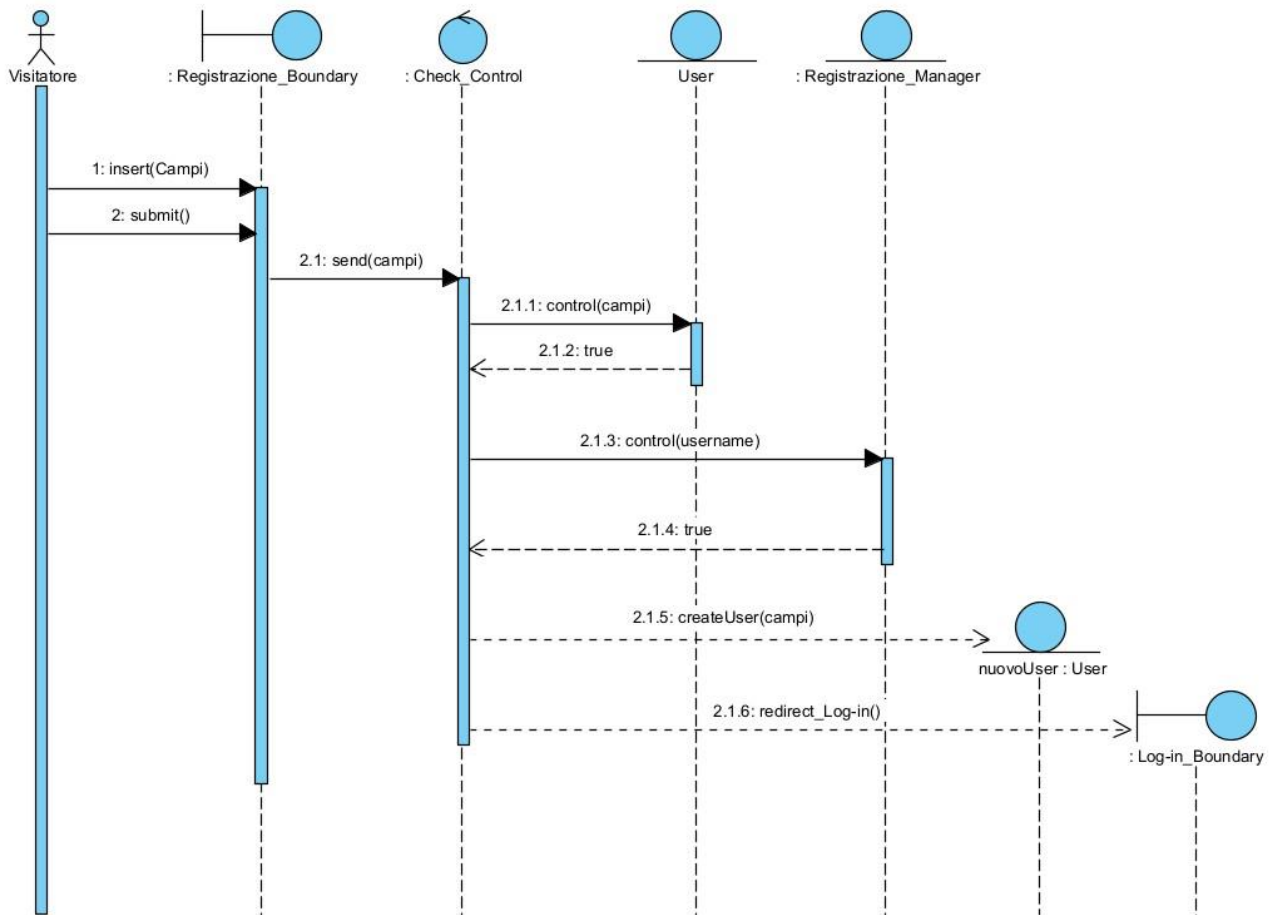 Visitatore
: Registrazione_Boundary
: Check_Control
User
: Registrazione_Manager
1: insert(Campi)
2: submit()
2.1: send(campi)
2.1.1: control(campi)
2.1.2: true
2.1.3: control(username)
2.1.4: true
2.1.5: createUser(campi)
nuovoUser : User
2.1.6: redirect_Log-in()
: Log-in_Boundary